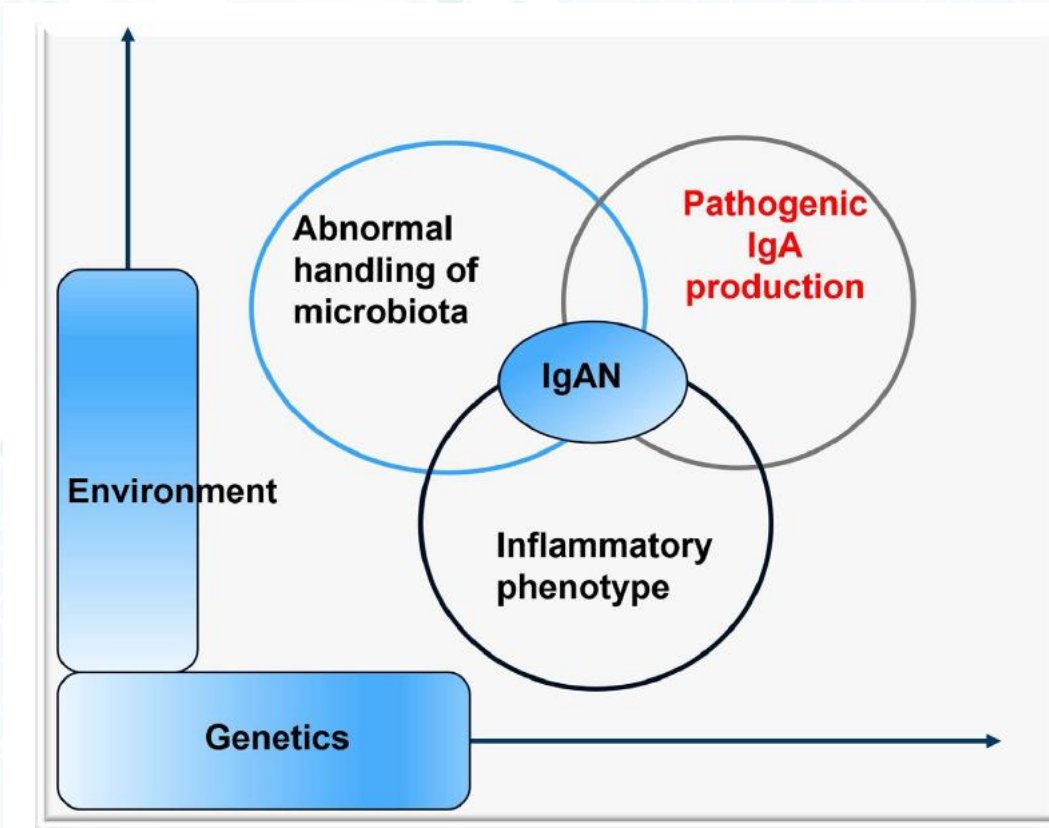 Abnormal
handling of
microbiota
Pathogenic
IgA
production
IgAN
Environment
Inflammatory
phenotype
Genetics